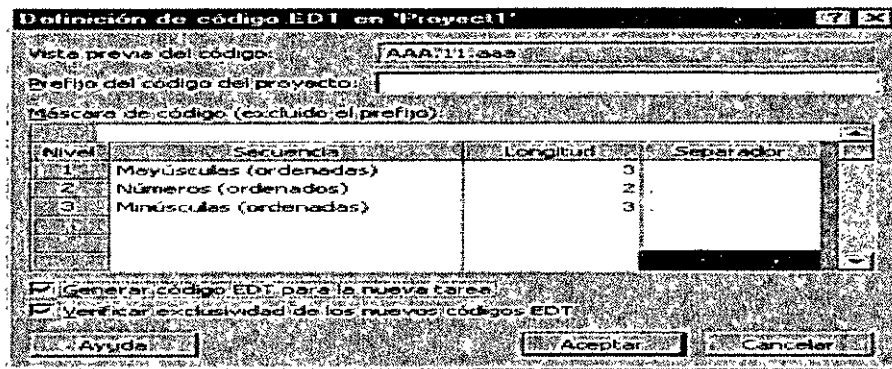 Definición de código EDT en 'Proyect1'
Vista previa del código: AAA.11.aaa
Prefijo del código del proyecto:
Máscara de código (excluido el prefijo):
Nivel Secuencia Longitud Separador
1 Mayúsculas (ordenadas) 3 .
2 Números (ordenados) 2 .
3 Minúsculas (ordenadas) 3 .
Generar código EDT para la nueva tarea
Verificar exclusividad de los nuevos códigos EDT
Ayuda Aceptar Cancelar